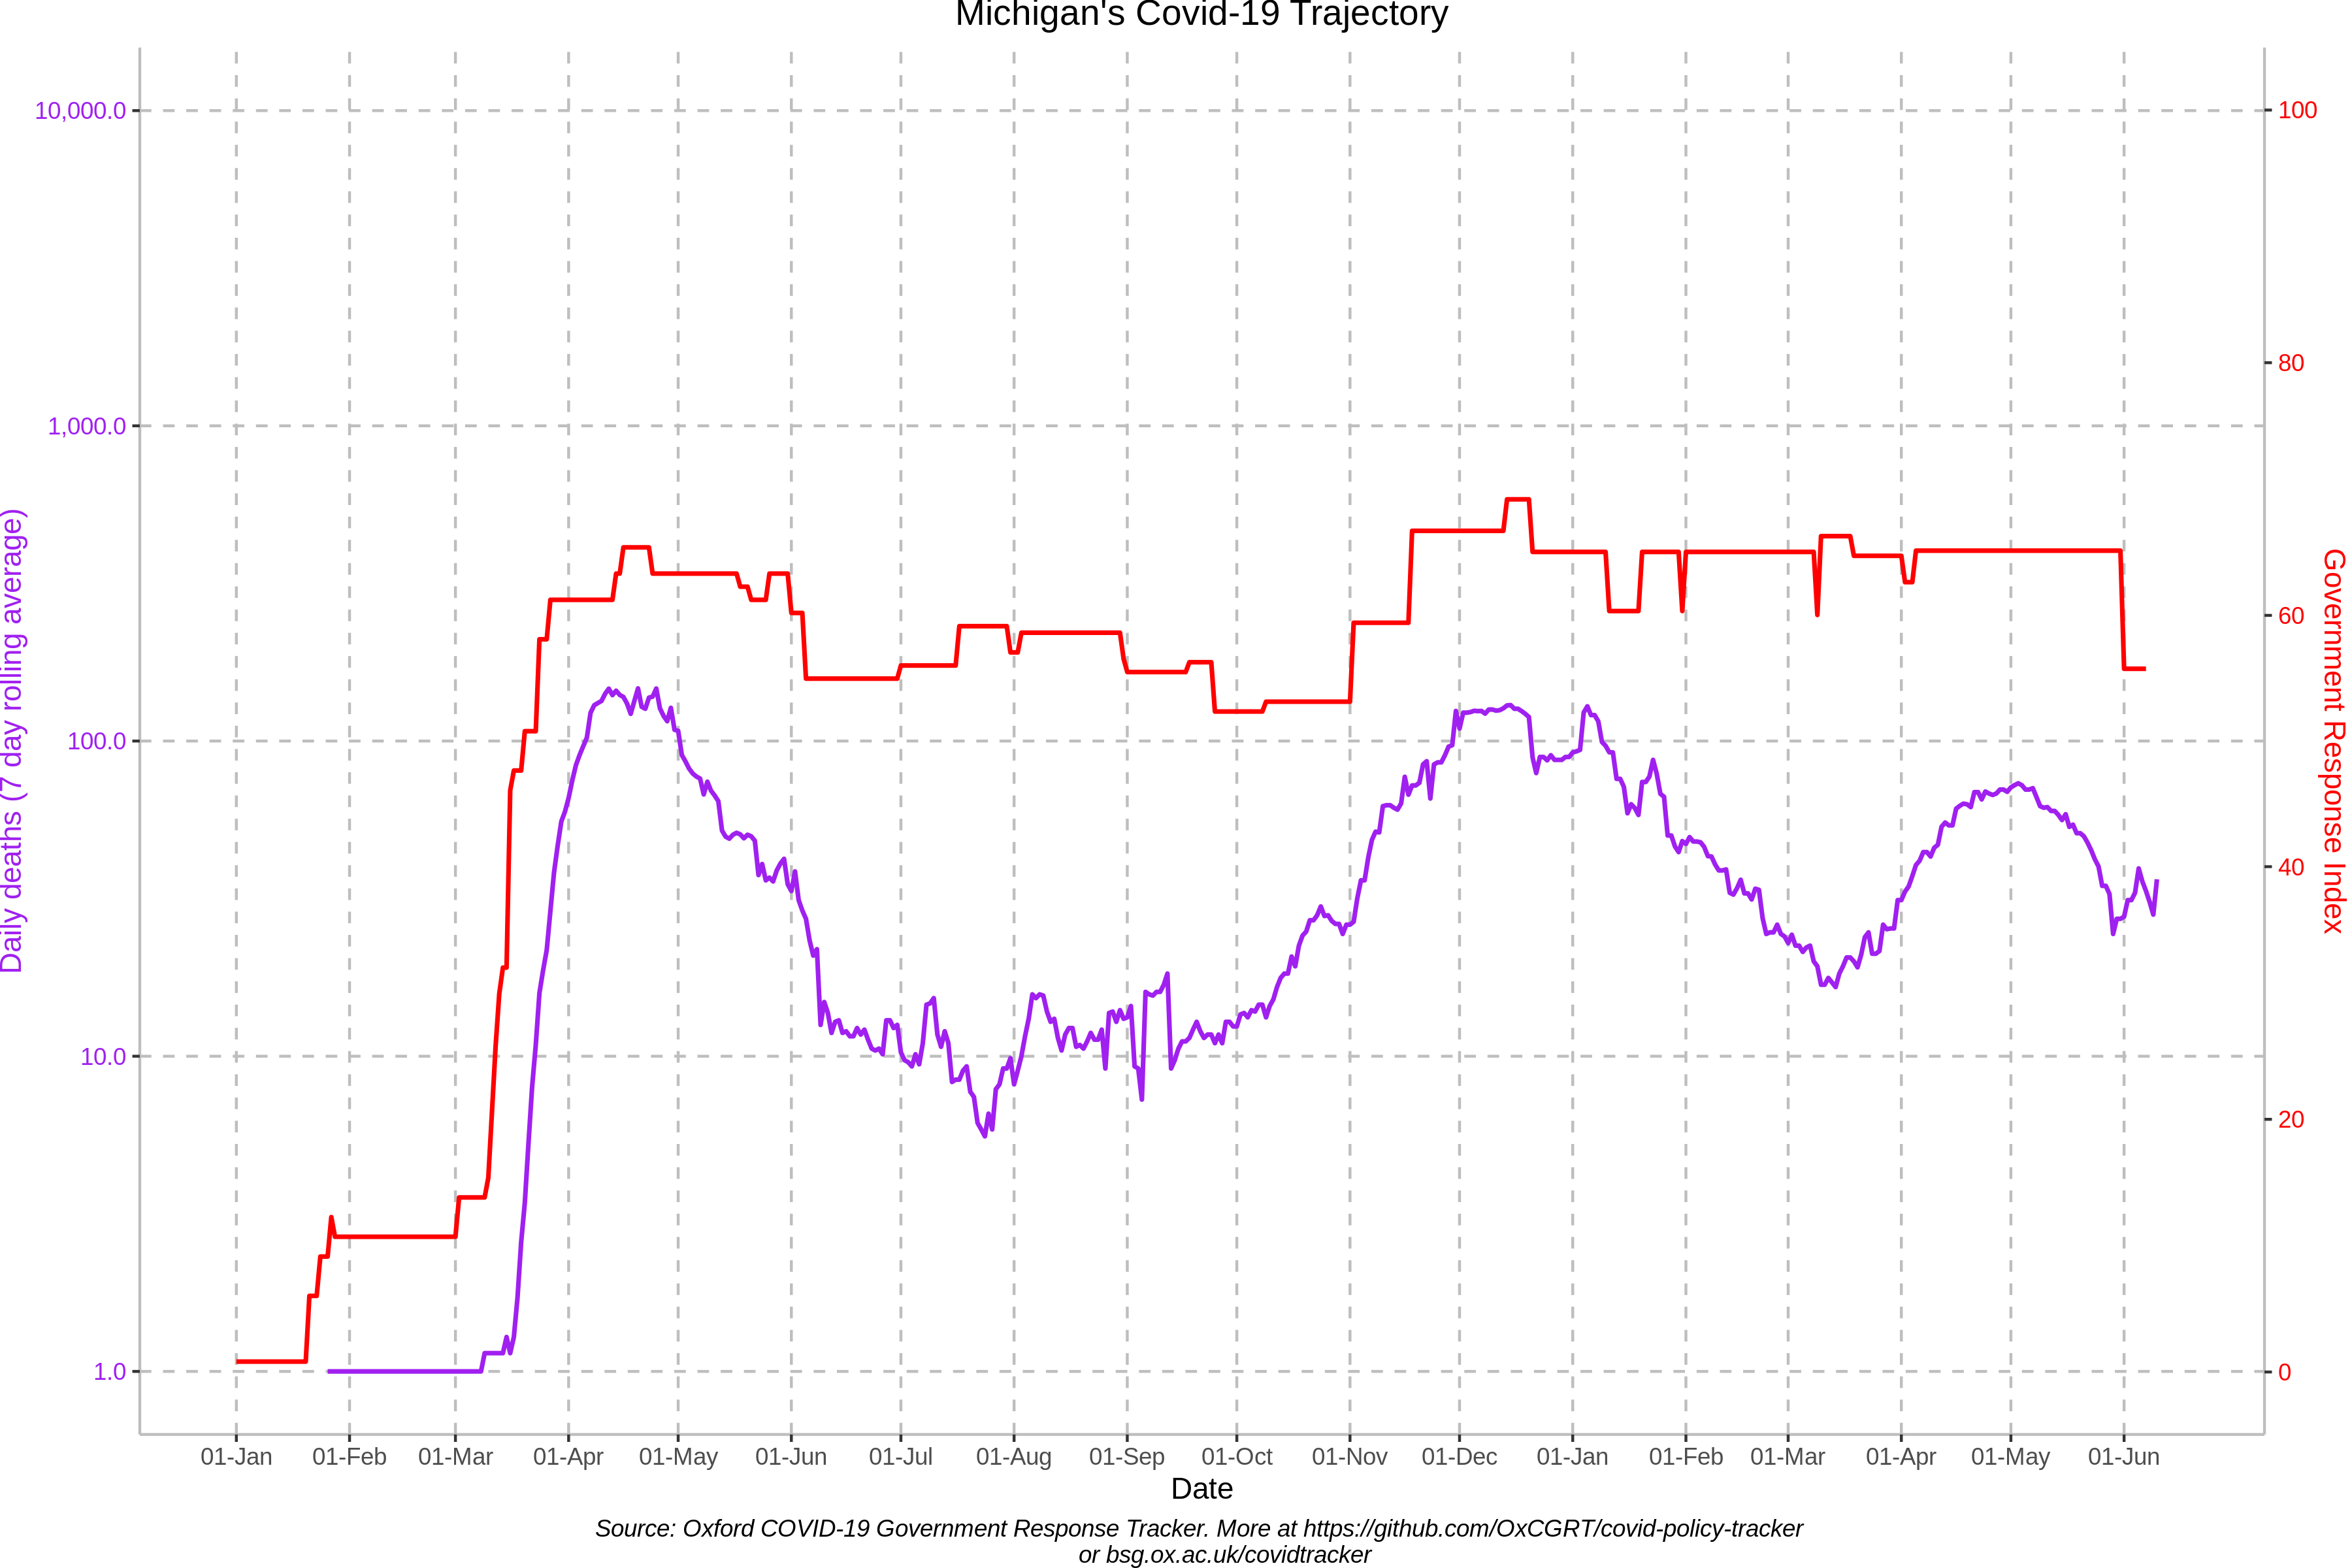 Michigan's Covid-19 Trajectory
10,000.0
1,000.0
100.0
10.0
1.0
Daily deaths (7 day rolling average)
100
80
60
40
20
0
Government Response Index
01-Jan 01-Feb 01-Mar 01-Apr 01-May 01-Jun 01-Jul 01-Aug 01-Sep 01-Oct 01-Nov 01-Dec 01-Jan 01-Feb 01-Mar 01-Apr 01-May 01-Jun
Date
Source: Oxford COVID-19 Government Response Tracker. More at https://github.com/OxCGRT/covid-policy-tracker
or bsg.ox.ac.uk/covidtracker